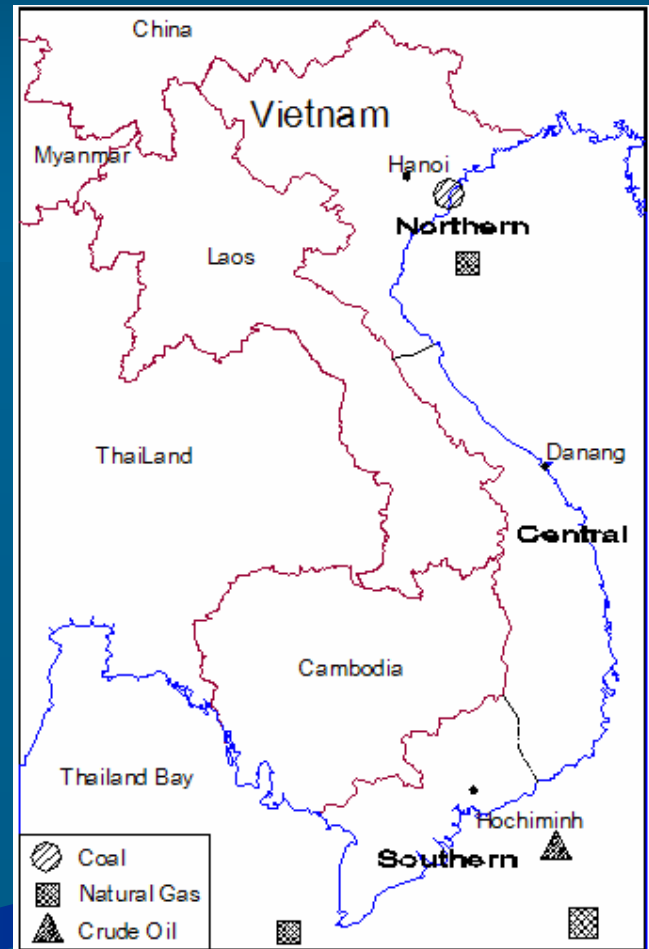 China
Vietnam
Myanmar
Hanoi
Northern
Laos
ThaiLand
Danang
Central
Cambodia
Thailand Bay
Hochiminh
Southern
Coal
Natural Gas
Crude Oil